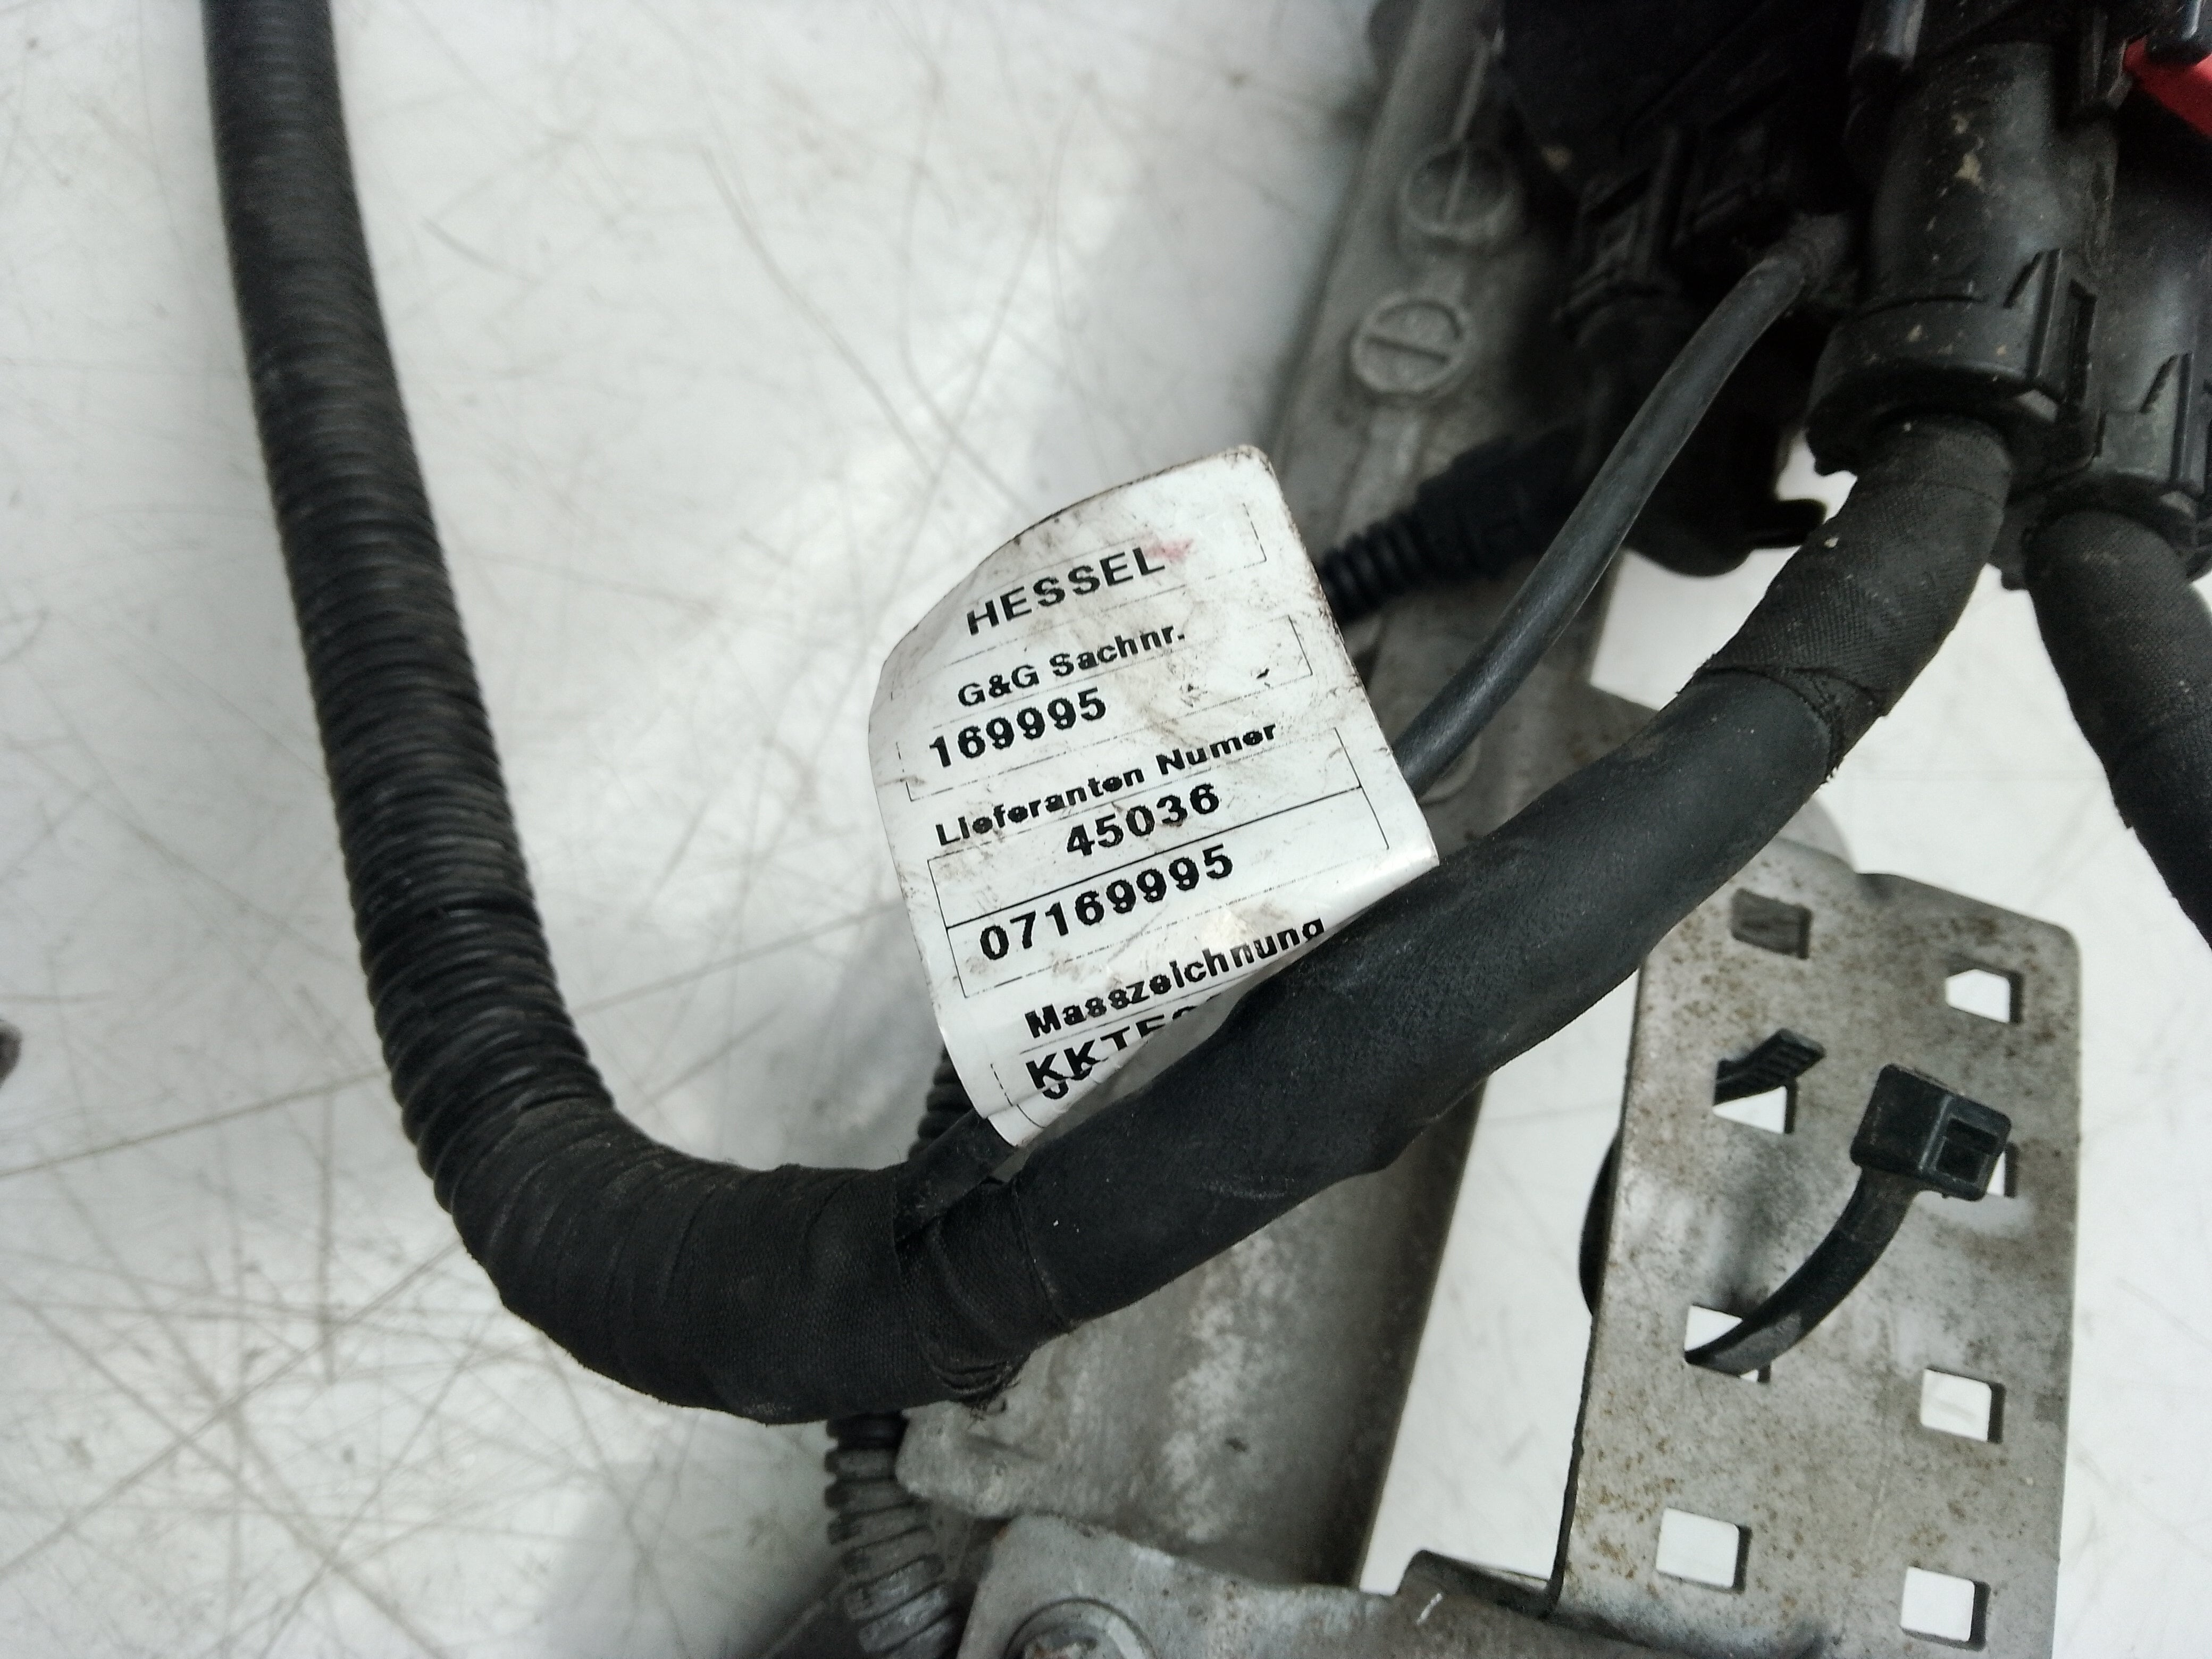 HESSEL
G&G Sachnr.
169995
Lieferanten Numer
45036
07169995
Masszeichnung